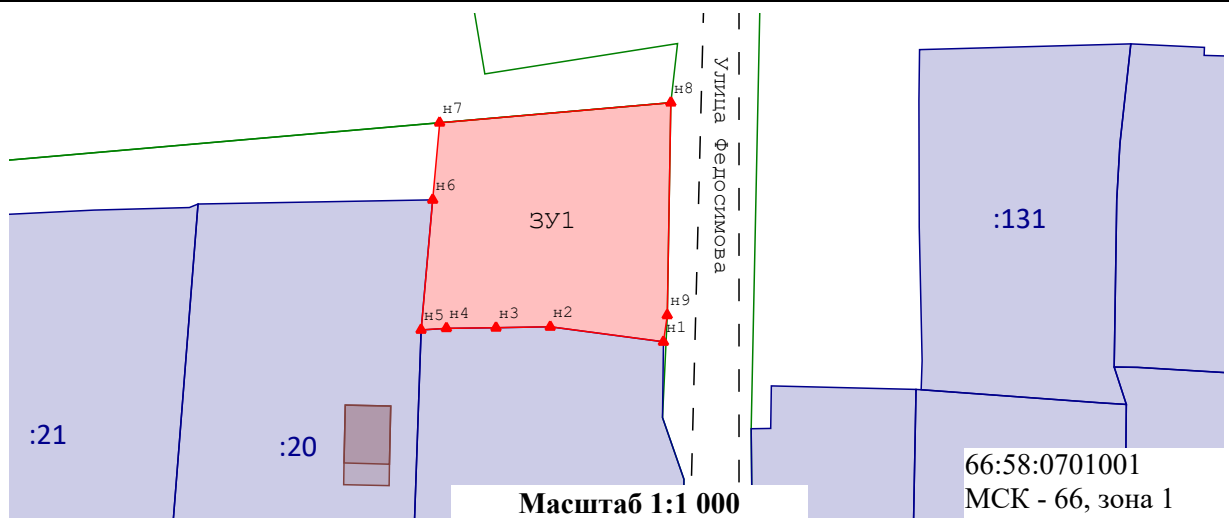 н8
н7
Улица Федосимова
н6
ЗУ1
:131
н9
н5
н4
н3
н2
н1
:21
:20
66:58:0701001
МСК - 66, зона 1
Масштаб 1:1 000